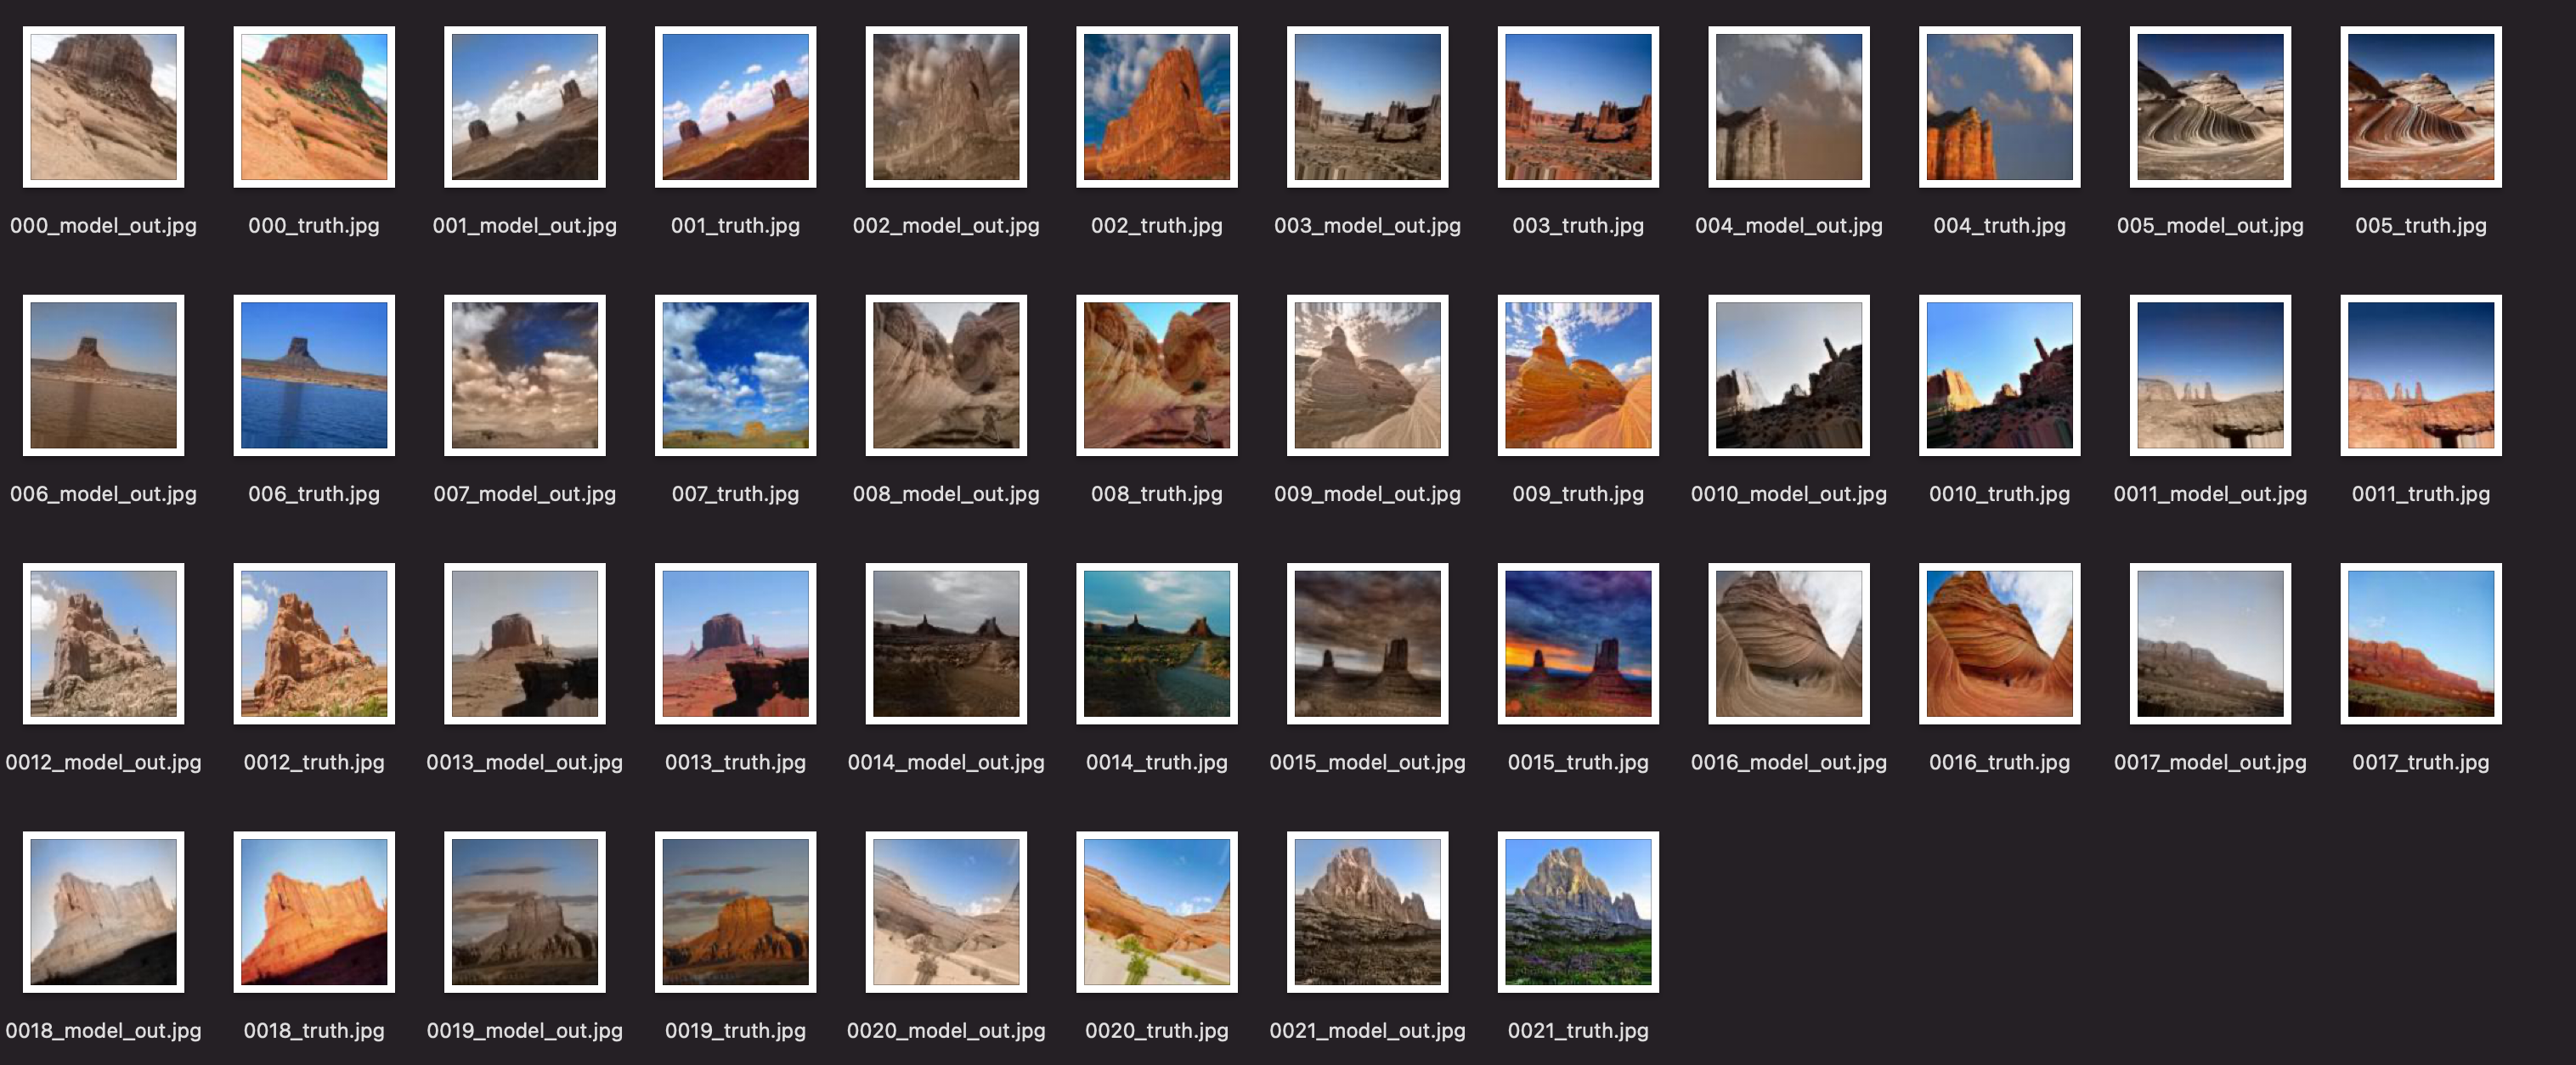 000_model_out.jpg 000_truth.jpg 001_model_out.jpg 001_truth.jpg 002_model_out.jpg 002_truth.jpg 003_model_out.jpg 003_truth.jpg 004_model_out.jpg 004_truth.jpg 005_model_out.jpg 005_truth.jpg
006_model_out.jpg 006_truth.jpg 007_model_out.jpg 007_truth.jpg 008_model_out.jpg 008_truth.jpg 009_model_out.jpg 009_truth.jpg 0010_model_out.jpg 0010_truth.jpg 0011_model_out.jpg 0011_truth.jpg
0012_model_out.jpg 0012_truth.jpg 0013_model_out.jpg 0013_truth.jpg 0014_model_out.jpg 0014_truth.jpg 0015_model_out.jpg 0015_truth.jpg 0016_model_out.jpg 0016_truth.jpg 0017_model_out.jpg 0017_truth.jpg
0018_model_out.jpg 0018_truth.jpg 0019_model_out.jpg 0019_truth.jpg 0020_model_out.jpg 0020_truth.jpg 0021_model_out.jpg 0021_truth.jpg